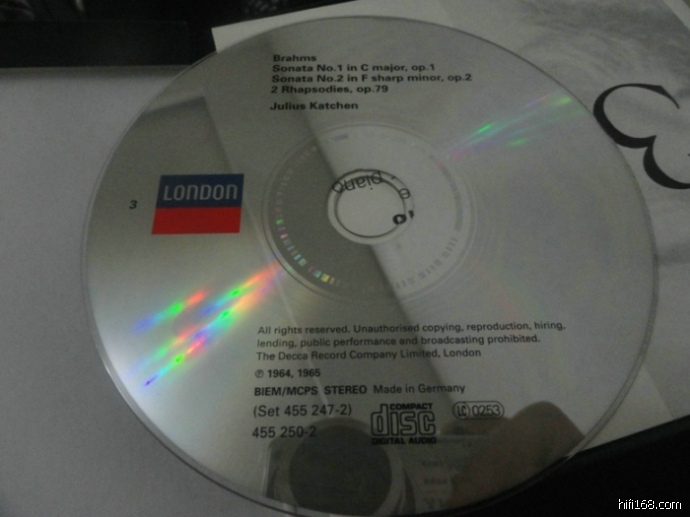 Brahms
Sonata No.1 in C major, op.1
Sonata No.2 in F sharp minor, op.2
2 Rhapsodies, op.79
Julius Katchen
3
LONDON
piano
All rights reserved. Unauthorised copying, reproduction, hiring,
lending, public performance and broadcasting prohibited.
The Decca Record Company Limited, London
℗ 1964, 1965
BIEM/MCPS STEREO Made in Germany
(Set 455 247-2)
455 250-2
COMPACT
disc
DIGITAL AUDIO
LC 0253
hifi168.com